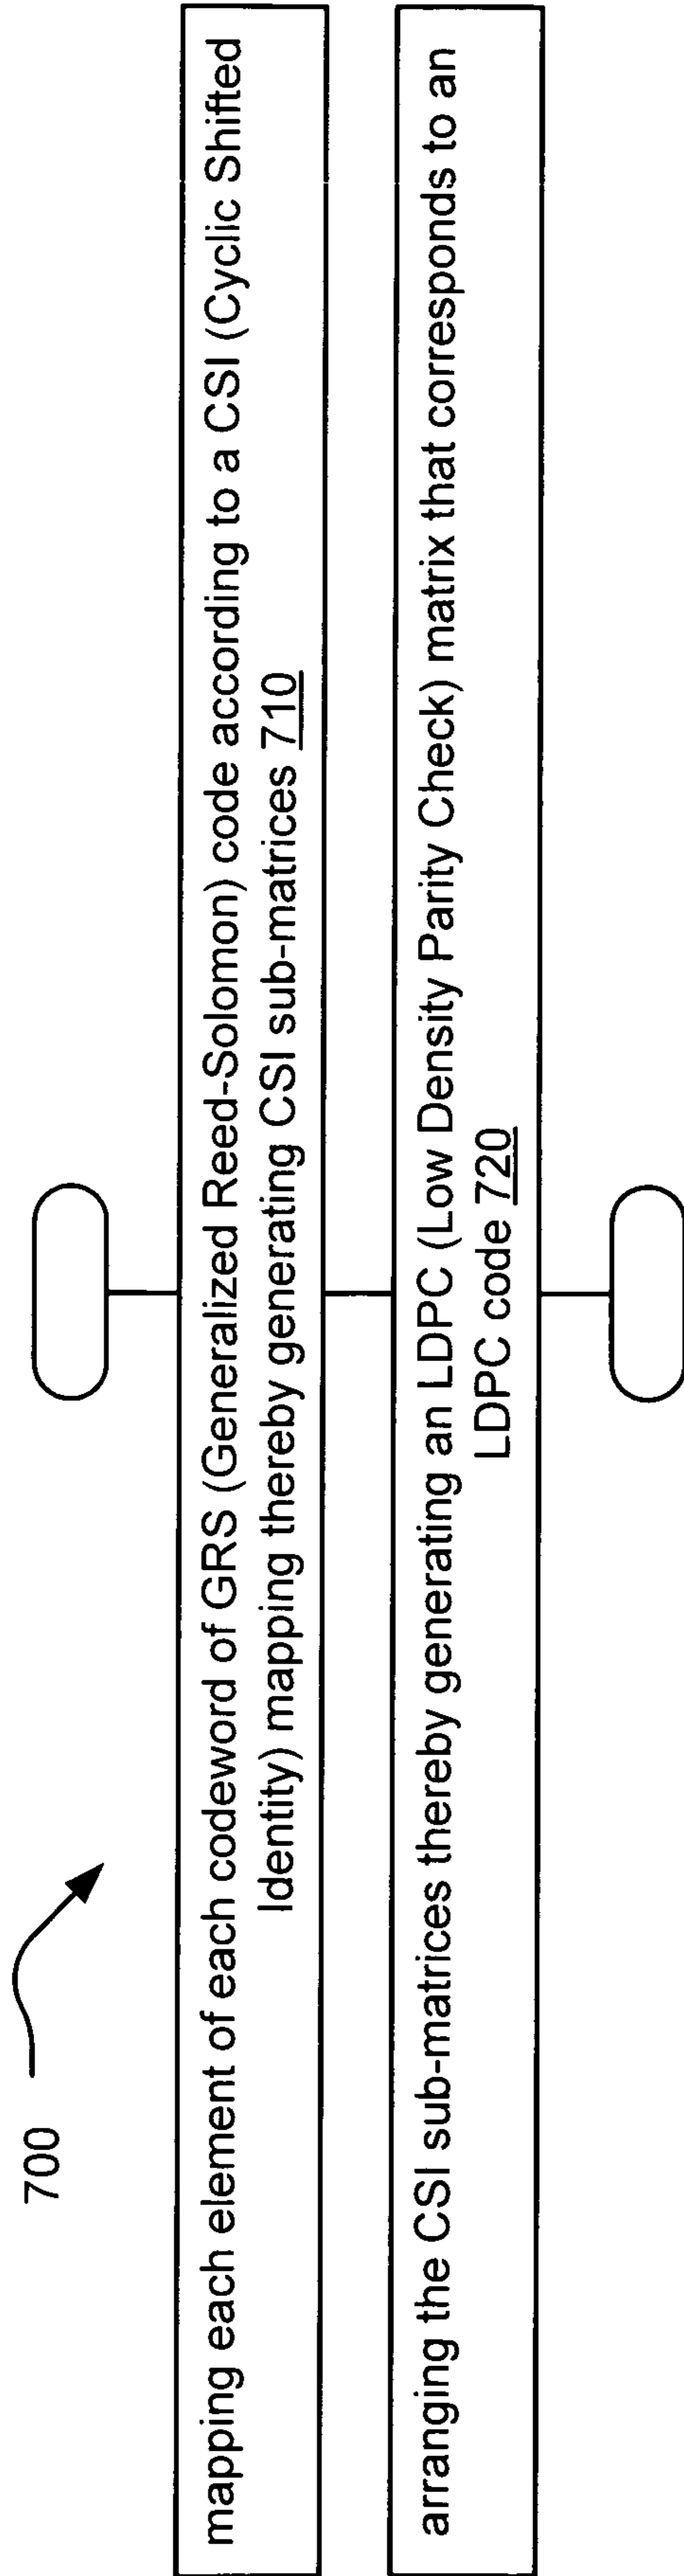 700
mapping each element of each codeword of GRS (Generalized Reed-Solomon) code according to a CSI (Cyclic Shifted
Identity) mapping thereby generating CSI sub-matrices 710
arranging the CSI sub-matrices thereby generating an LDPC (Low Density Parity Check) matrix that corresponds to an
LDPC code 720